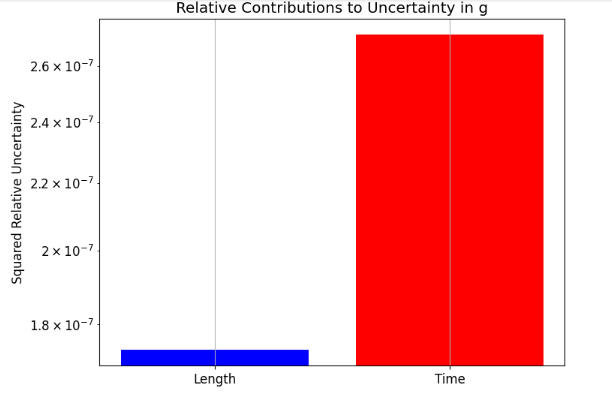 Relative Contributions to Uncertainty in g
Squared Relative Uncertainty
2.6 × 10⁻⁷
2.4 × 10⁻⁷
2.2 × 10⁻⁷
2 × 10⁻⁷
1.8 × 10⁻⁷
Length Time